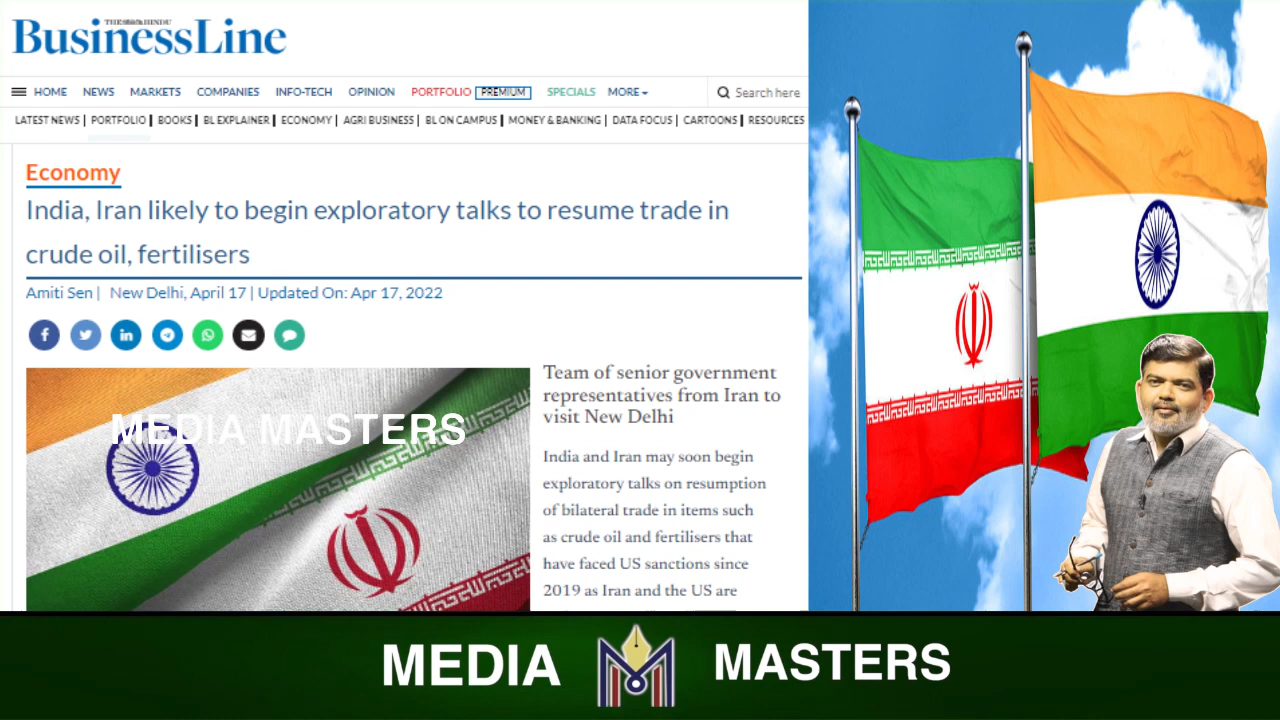 THE HINDU
BusinessLine
HOME NEWS MARKETS COMPANIES INFO-TECH OPINION PORTFOLIO PREMIUM SPECIALS MORE Search here
LATEST NEWS | PORTFOLIO | BOOKS | BL EXPLAINER | ECONOMY | AGRI BUSINESS | BL ON CAMPUS | MONEY & BANKING | DATA FOCUS | CARTOONS | RESOURCES
Economy
India, Iran likely to begin exploratory talks to resume trade in
crude oil, fertilisers
Amiti Sen | New Delhi, April 17 | Updated On: Apr 17, 2022
Team of senior government
representatives from Iran to
visit New Delhi
India and Iran may soon begin
exploratory talks on resumption
of bilateral trade in items such
as crude oil and fertilisers that
have faced US sanctions since
2019 as Iran and the US are
MEDIA MASTERS
MEDIA MASTERS